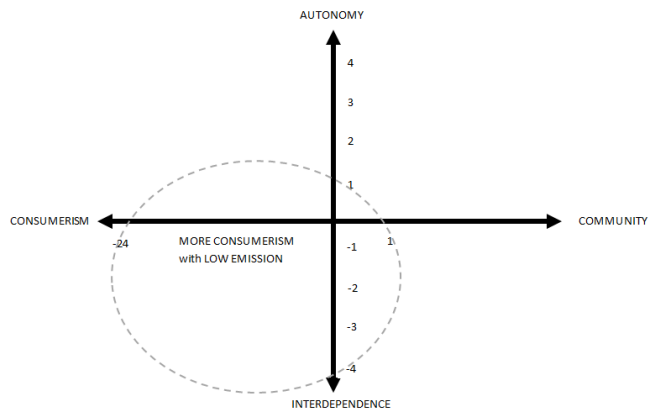 AUTONOMY
4
3
2
1
CONSUMERISM
COMMUNITY
-24
MORE CONSUMERISM
with LOW EMISSION
-1
1
-2
-3
-4
INTERDEPENDENCE